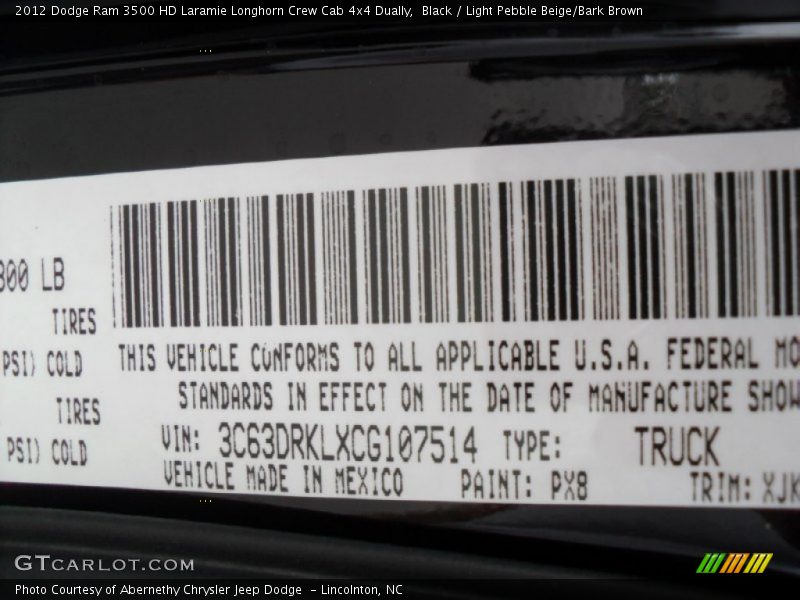 2012 Dodge Ram 3500 HD Laramie Longhorn Crew Cab 4x4 Dually,  Black / Light Pebble Beige/Bark Brown
300 LB
TIRES
PSI) COLD
THIS VEHICLE CONFORMS TO ALL APPLICABLE U.S.A. FEDERAL MO
STANDARDS IN EFFECT ON THE DATE OF MANUFACTURE SHOW
TIRES
PSI) COLD
VIN: 3C63DRKLXCG107514 TYPE: TRUCK
VEHICLE MADE IN MEXICO PAINT: PX8 TRIM: XJK
GTCARLOT.COM
Photo Courtesy of Abernethy Chrysler Jeep Dodge  – Lincolnton, NC